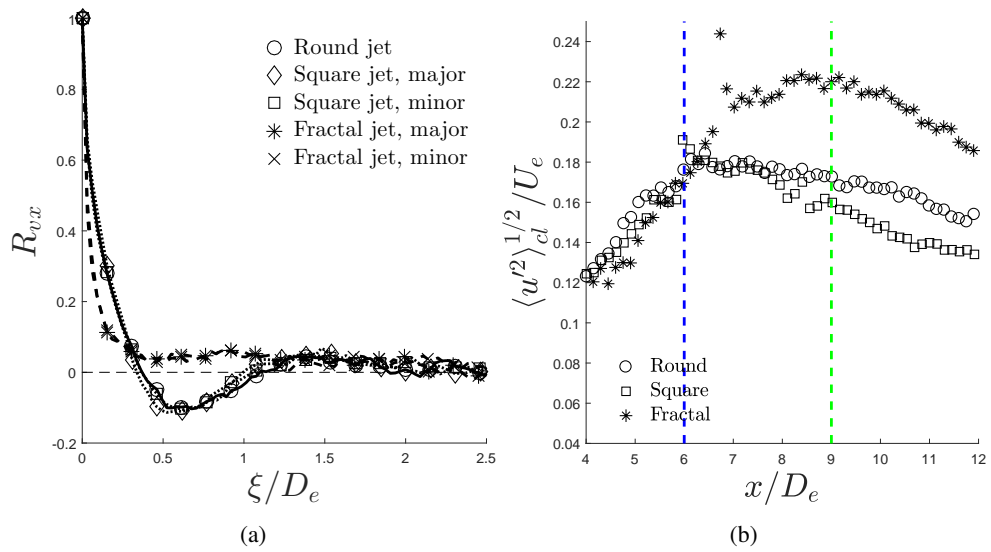 1
0.8
0.6
0.4
0.2
0
-0.2
R_{vx}
0 0.5 1 1.5 2 2.5
ξ/D_e
Round jet
Square jet, major
Square jet, minor
Fractal jet, major
Fractal jet, minor
(a)
0.24
0.22
0.2
0.18
0.16
0.14
0.12
0.1
0.08
0.06
0.04
⟨u′²⟩_{cl}^{1/2}/U_e
4 5 6 7 8 9 10 11 12
x/D_e
Round
Square
Fractal
(b)